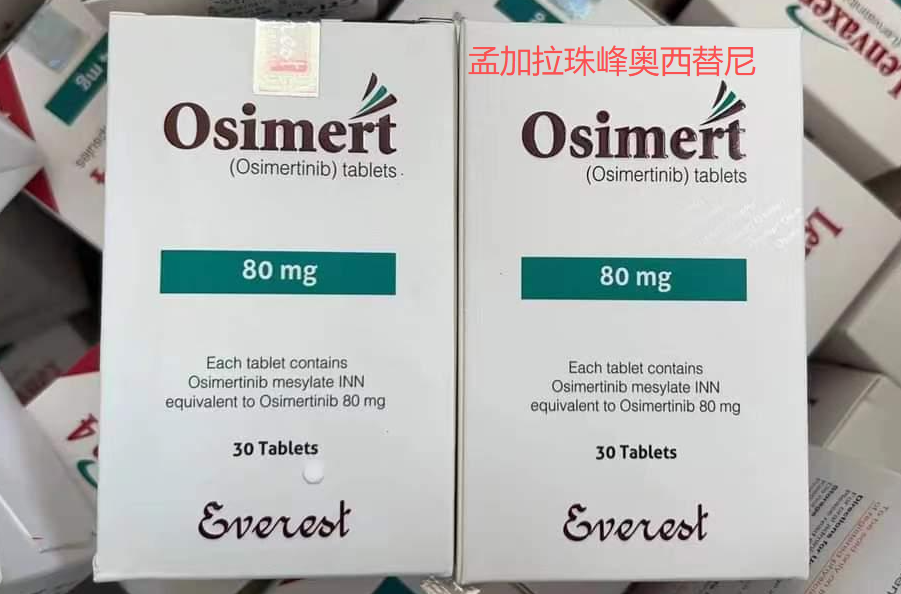 Osimert
(Osimertinib) tablets
80 mg
Each tablet contains
Osimertinib mesylate INN
equivalent to Osimertinib 80 mg
30 Tablets
Everest
孟加拉珠峰奥西替尼
Osimert
(Osimertinib) tablets
80 mg
Each tablet contains
Osimertinib mesylate INN
equivalent to Osimertinib 80 mg
30 Tablets
Everest
Lenvaxen
mg